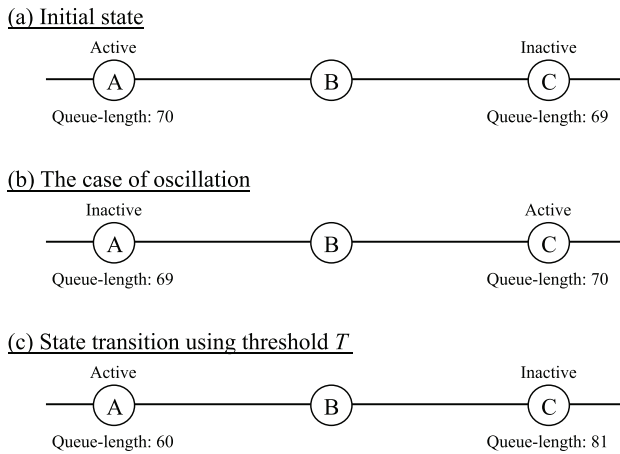 (a) Initial state
Active Inactive
A B C
Queue-length: 70 Queue-length: 69
(b) The case of oscillation
Inactive Active
A B C
Queue-length: 69 Queue-length: 70
(c) State transition using threshold T
Active Inactive
A B C
Queue-length: 60 Queue-length: 81